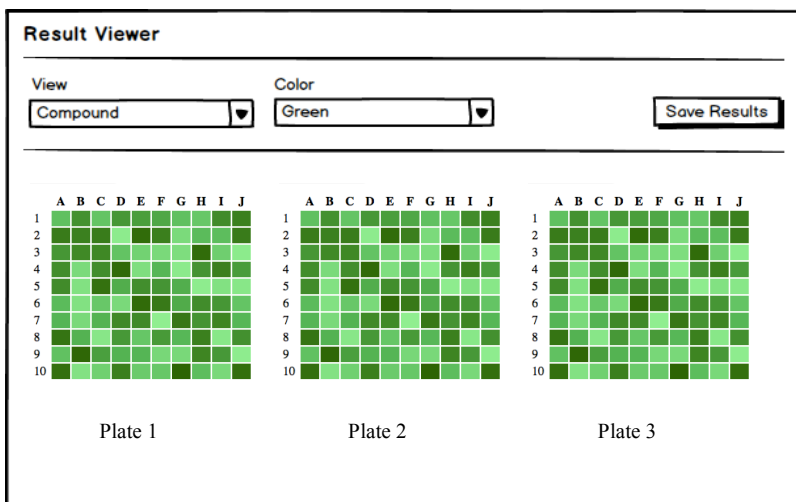 Result Viewer
View Color
Compound Green Save Results
A B C D E F G H I J A B C D E F G H I J A B C D E F G H I J
1 1 1
2 2 2
3 3 3
4 4 4
5 5 5
6 6 6
7 7 7
8 8 8
9 9 9
10 10 10
Plate 1 Plate 2 Plate 3